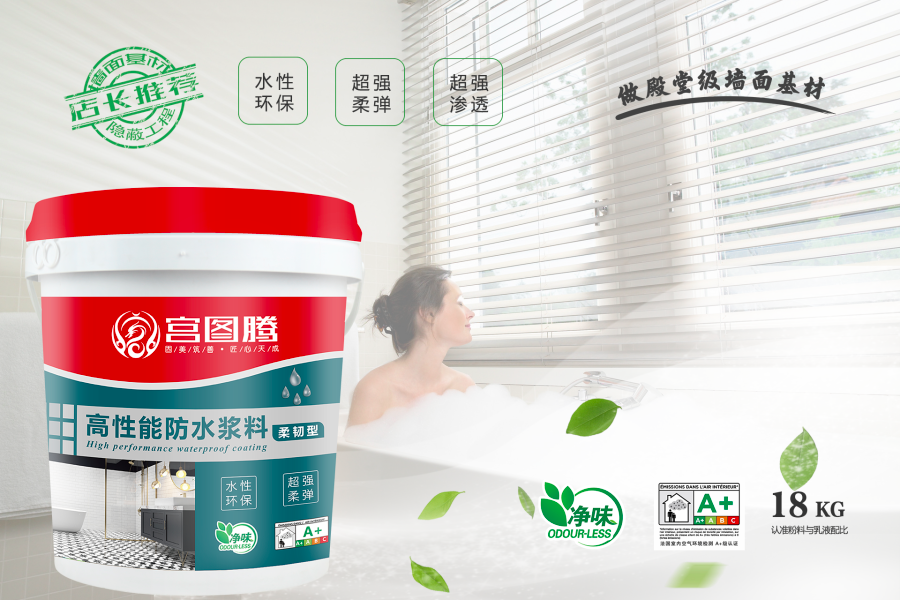 墙面基材
店长推荐
隐蔽工程
水性
环保
超强
柔弹
超强
渗透
做殿堂级墙面基材
宫图腾
固/美/筑/善·匠/心/天/成
高性能防水浆料 柔韧型
High performance waterproof coating
水性
环保
超强
柔弹
净味
ODOUR-LESS
A+
A+ A B C
净味
ODOUR-LESS
ÉMISSIONS DANS L'AIR INTÉRIEUR*
A+
A+ A B C
法国室内空气环境检测 A+级认证
18 KG
认准粉料与乳液配比